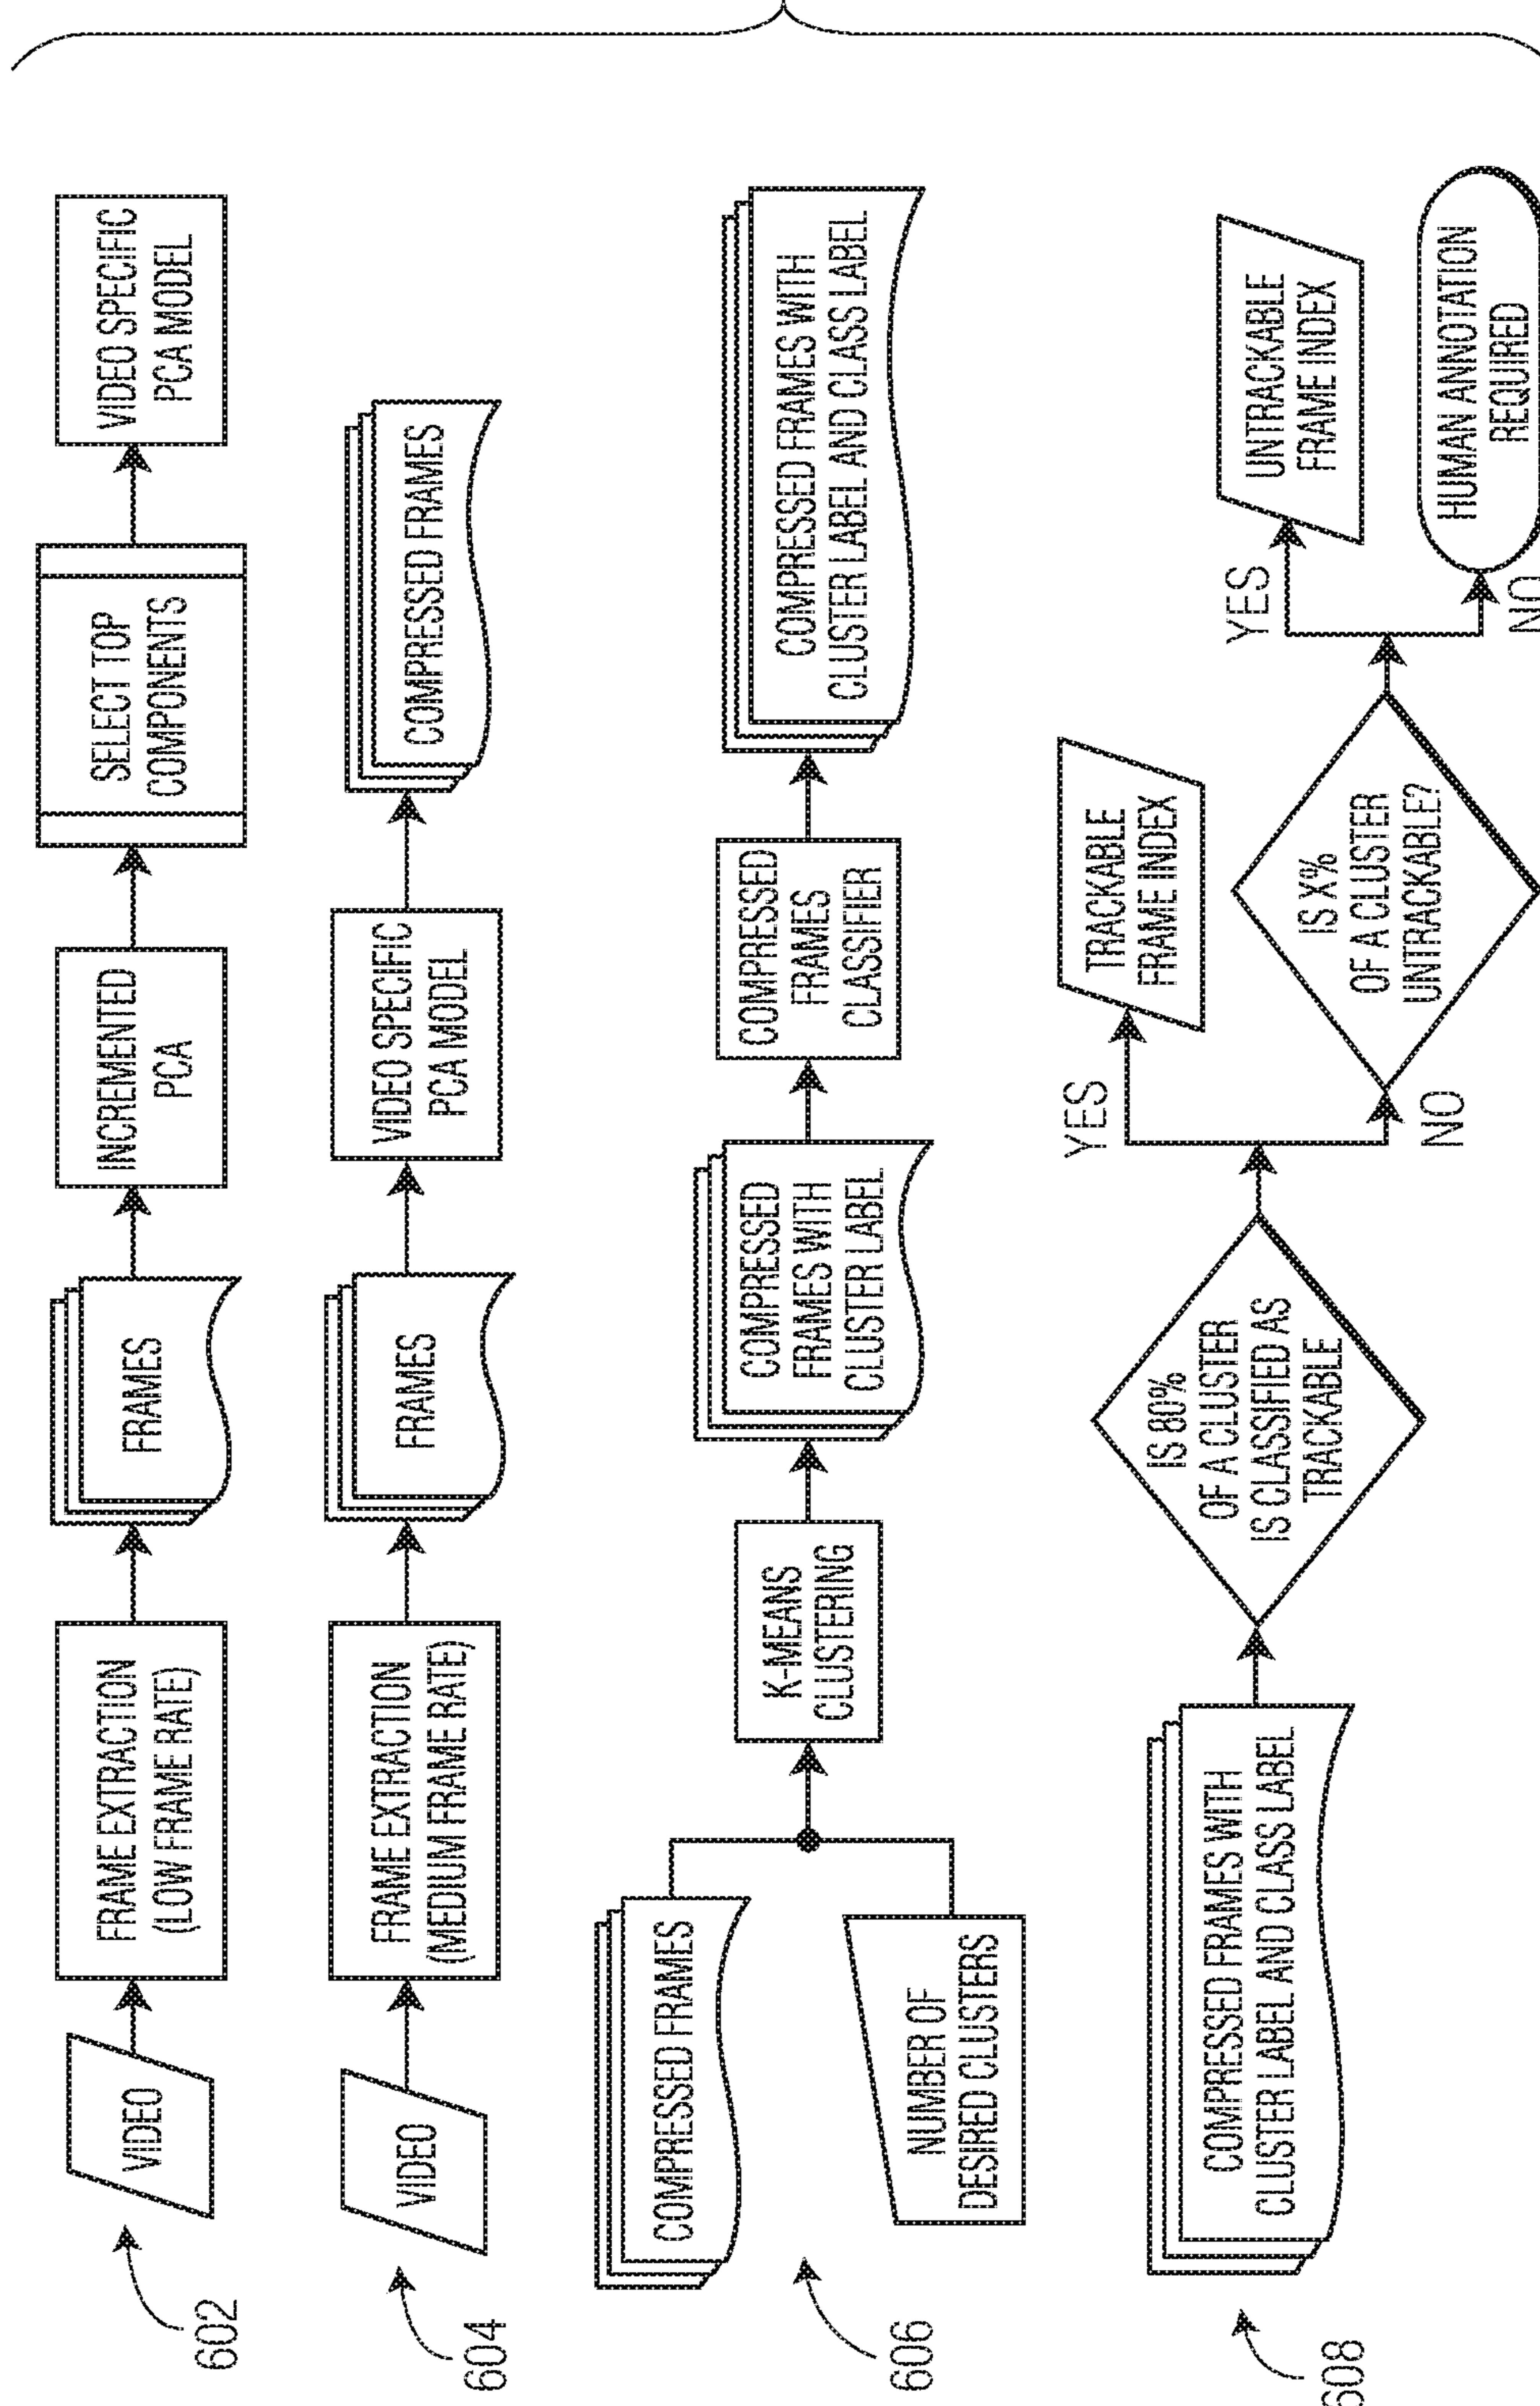 602
VIDEO
FRAME EXTRACTION
(LOW FRAME RATE)
FRAMES
INCREMENTED
PCA
SELECT TOP
COMPONENTS
VIDEO SPECIFIC
PCA MODEL
604
VIDEO
FRAME EXTRACTION
(MEDIUM FRAME RATE)
FRAMES
VIDEO SPECIFIC
PCA MODEL
COMPRESSED FRAMES
606
COMPRESSED FRAMES
NUMBER OF
DESIRED CLUSTERS
K-MEANS
CLUSTERING
COMPRESSED
FRAMES WITH
CLUSTER LABEL
COMPRESSED
FRAMES
CLASSIFIER
COMPRESSED FRAMES WITH
CLUSTER LABEL AND CLASS LABEL
608
COMPRESSED FRAMES WITH
CLUSTER LABEL AND CLASS LABEL
IS 80%
OF A CLUSTER
IS CLASSIFIED AS
TRACKABLE
YES
TRACKABLE
FRAME INDEX
NO
IS X%
OF A CLUSTER
UNTRACKABLE?
YES
UNTRACKABLE
FRAME INDEX
NO
HUMAN ANNOTATION
REQUIRED